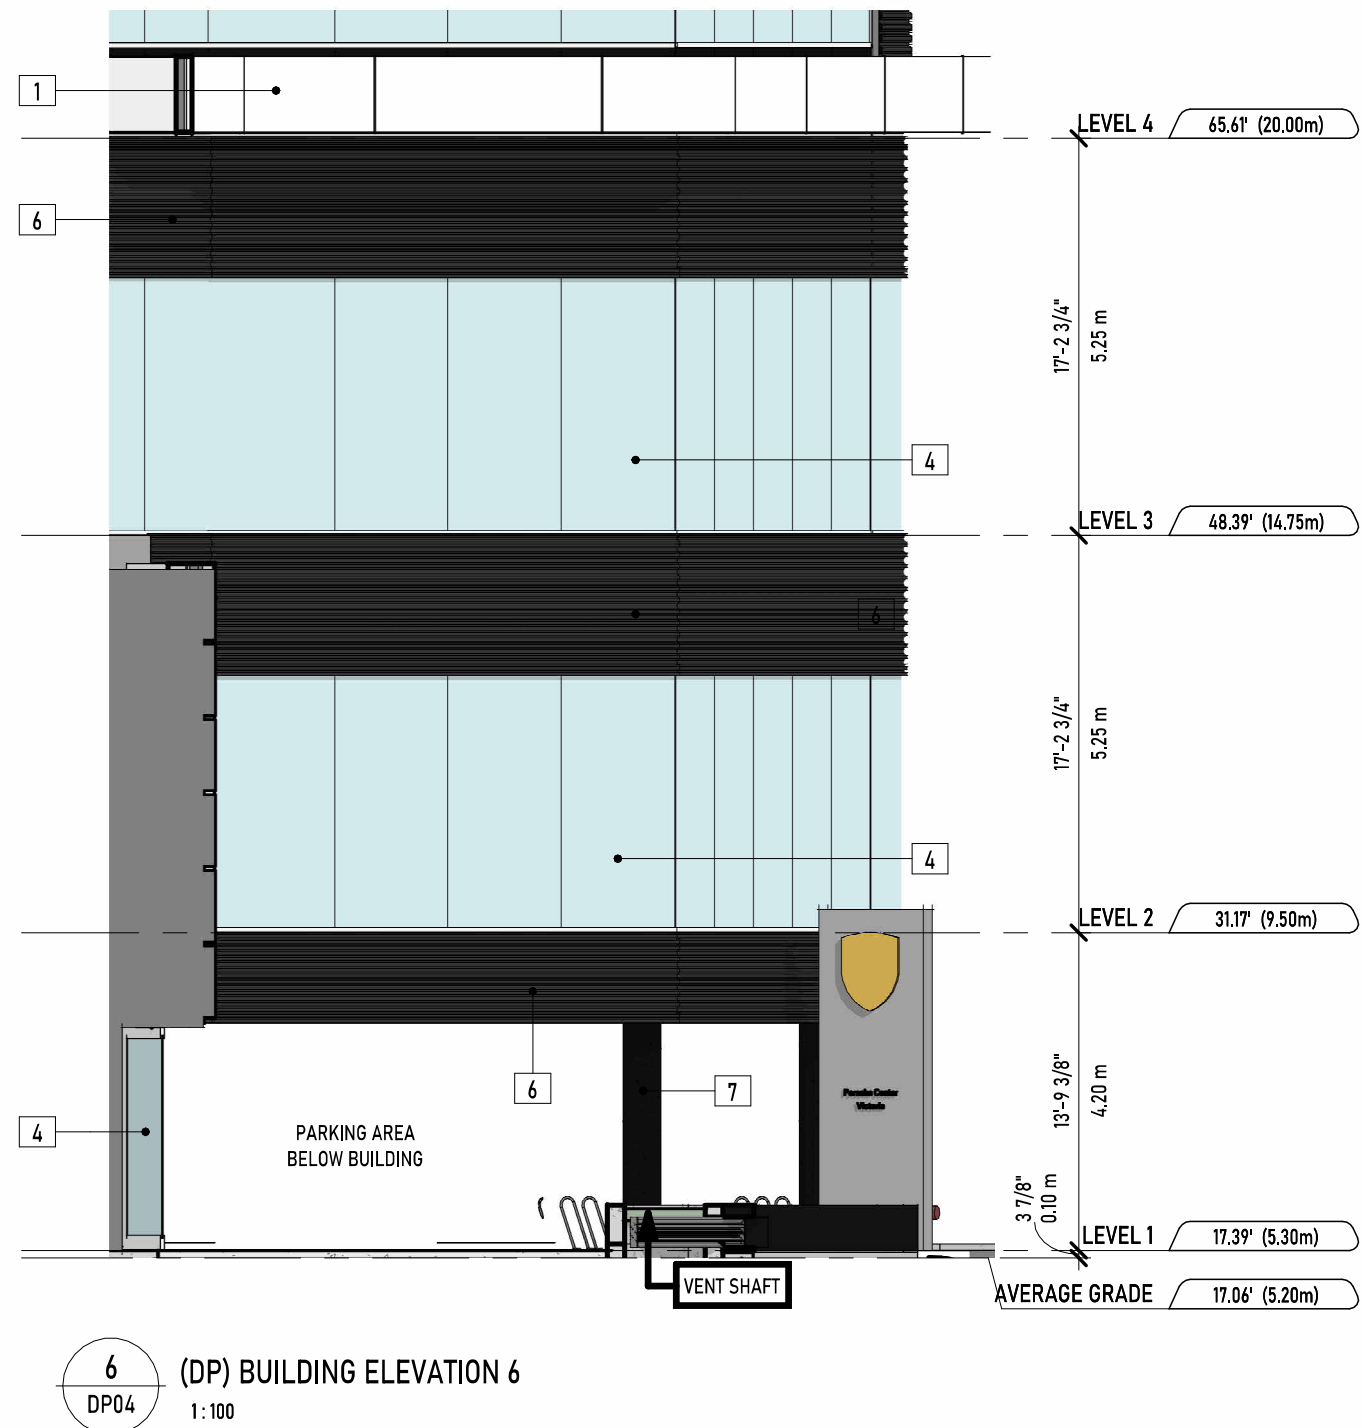 1
LEVEL 4
65.61' (20.00m)
6
17'-2 3/4"
5.25 m
4
LEVEL 3
48.39' (14.75m)
6
17'-2 3/4"
5.25 m
4
LEVEL 2
31.17' (9.50m)
6
7
13'-9 3/8"
4.20 m
Porsche Center
Victoria
4
PARKING AREA
BELOW BUILDING
3 7/8"
0.10 m
LEVEL 1
17.39' (5.30m)
VENT SHAFT
AVERAGE GRADE
17.06' (5.20m)
6
DP04
(DP) BUILDING ELEVATION 6
1:100